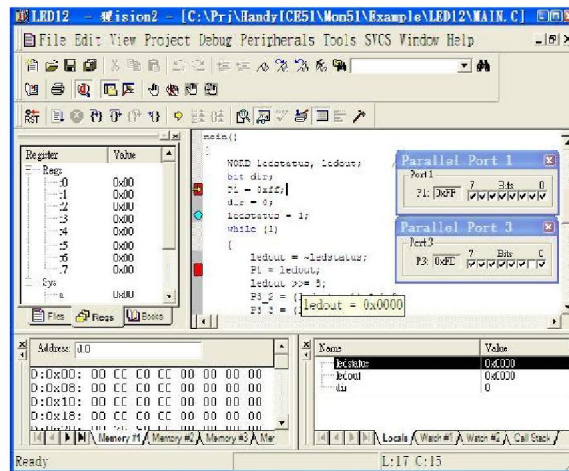 LED12 - µVision2 - [C:\Prj\Handy\ICE51\Mon51\Example\LED12\MAIN.C]
File Edit View Project Debug Peripherals Tools SVCS Window Help
Register Value
Regs
r0 0x00
r1 0x00
r2 0x00
r3 0x00
r4 0x00
r5 0x00
r6 0x00
r7 0x00
Sys
a 0x00
Files Regs Books
main()
{
WORD ledstatus, ledout;
bit dir;
P1 = 0xff;
dir = 0;
ledstatus = 1;
while (1)
{
ledout = ~ledstatus;
P1 = ledout;
ledout >>= 8;
P3_2 = (
P3_3 = (
ledout = 0x0000
Parallel Port 1
Port 1
P1: 0xFF 7 Bits 0
Parallel Port 3
Port 3
P3: 7 Bits 0
Address:
D:0x00: 00 CC C0 CC 00 00 00 00
D:0x08: 00 CC C0 CC 00 00 00 00
D:0x10: 00 CC C0 CC 00 00 00 00
D:0x18: 00 CC C0 CC 00 00 00 00
Memory #1 Memory #2 Memory #3 Mer
Name Value
ledstatus 0x0000
ledout 0x0000
dir 0
Locals Watch #1 Watch #2 Call Stack
Ready L:17 C:15